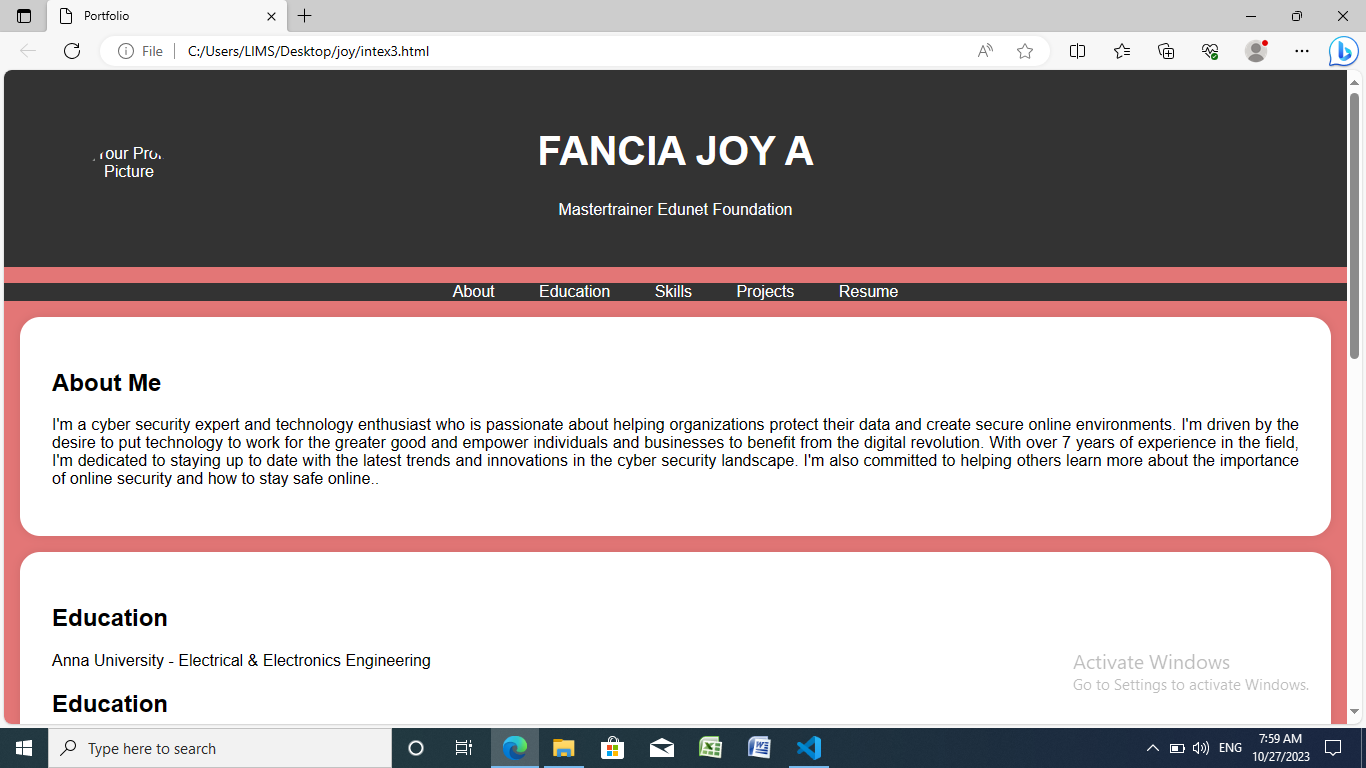 Portfolio
File
C:/Users/LIMS/Desktop/joy/intex3.html
Your Pro
Picture
FANCIA JOY A
Mastertrainer Edunet Foundation
About Education Skills Projects Resume
About Me
I'm a cyber security expert and technology enthusiast who is passionate about helping organizations protect their data and create secure online environments. I'm driven by the
desire to put technology to work for the greater good and empower individuals and businesses to benefit from the digital revolution. With over 7 years of experience in the field,
I'm dedicated to staying up to date with the latest trends and innovations in the cyber security landscape. I'm also committed to helping others learn more about the importance
of online security and how to stay safe online..
Education
Anna University - Electrical & Electronics Engineering
Education
Activate Windows
Go to Settings to activate Windows.
Type here to search
ENG
7:59 AM
10/27/2023